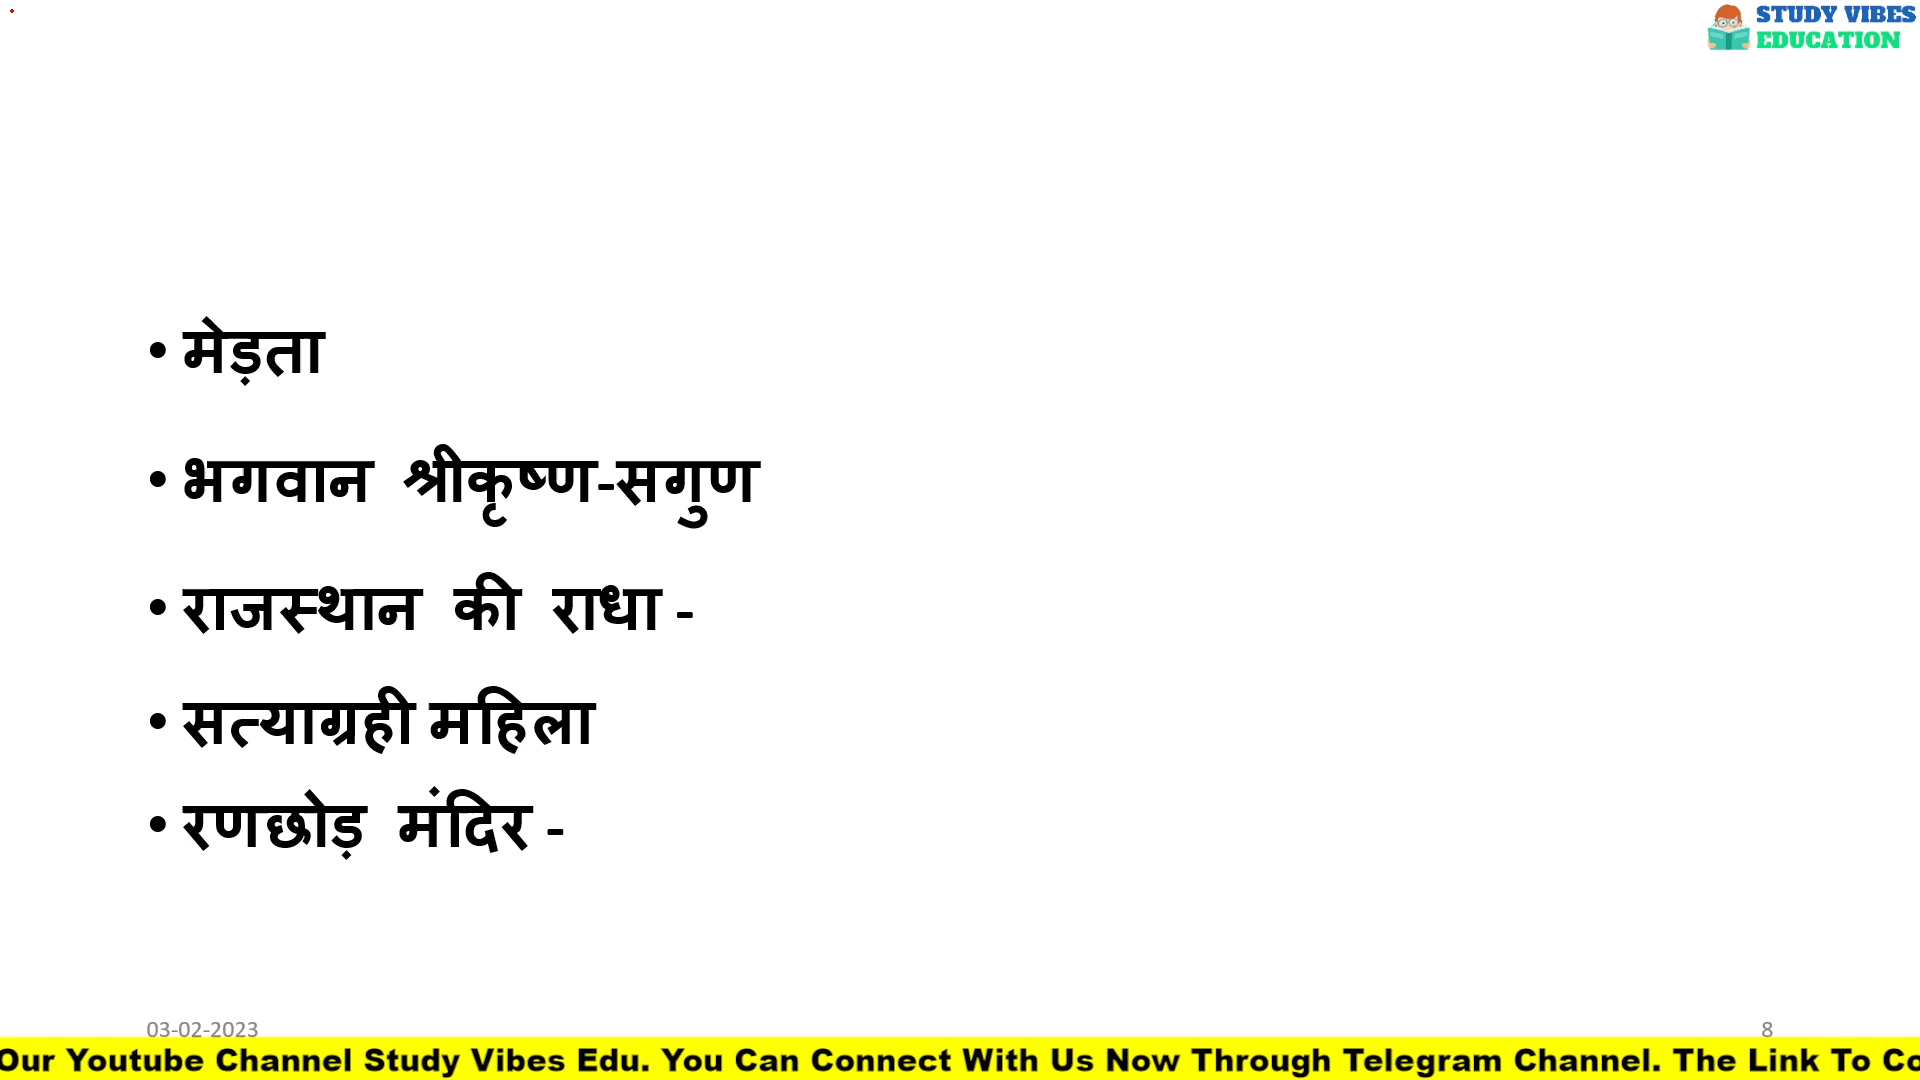 STUDY VIBES
EDUCATION
• मेड़ता
• भगवान श्रीकृष्ण-सगुण
• राजस्थान की राधा -
• सत्याग्रही महिला
• रणछोड़ मंदिर -
03-02-2023
8
Our Youtube Channel Study Vibes Edu. You Can Connect With Us Now Through Telegram Channel. The Link To Co